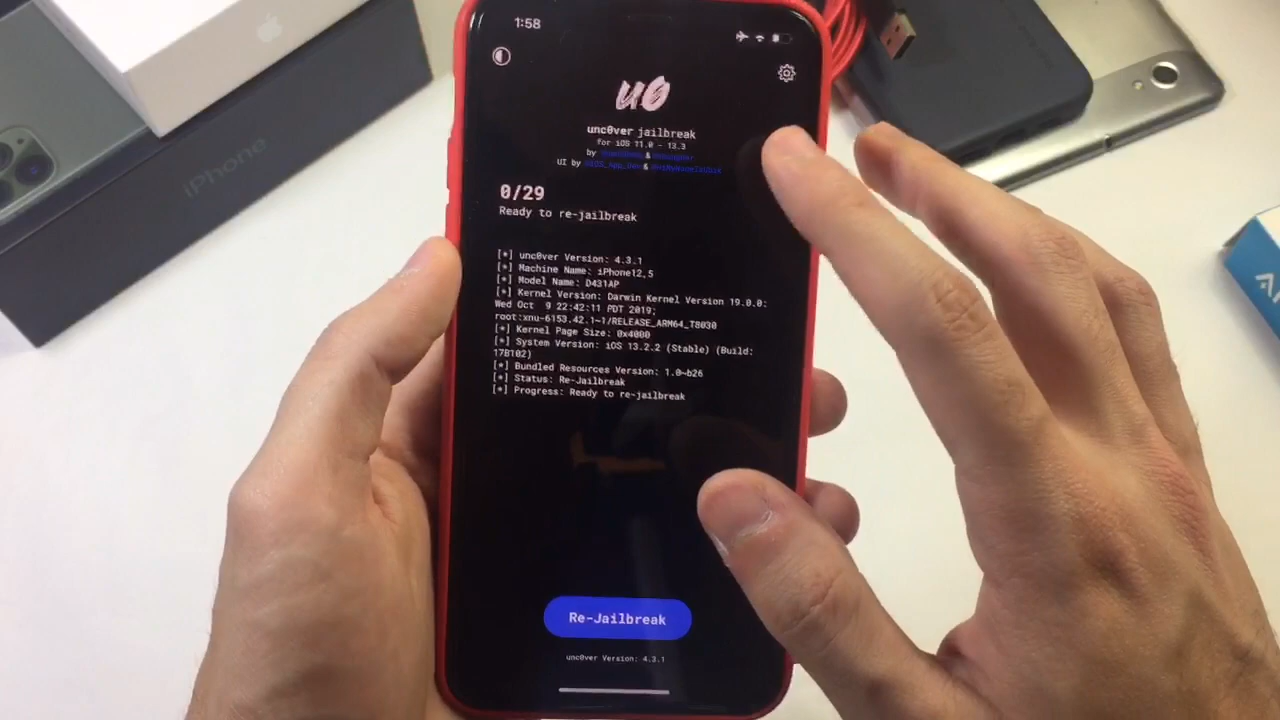 iPhone
1:58
u0
unc0ver jailbreak
for iOS 11.0 - 13.3
by &
UI by &
0/29
Ready to re-jailbreak
[*] unc0ver Version: 4.3.1
[*] Machine Name: iPhone12,5
[*] Model Name: D431AP
[*] Kernel Version: Darwin Kernel Version 19.0.0:
Wed Oct 9 22:42:11 PDT 2019;
root:xnu-6153.42.1~1/RELEASE_ARM64_T8030
[*] Kernel Page Size: 0x4000
[*] System Version: iOS 13.2.2 (Stable) (Build:
17B102)
[*] Bundled Resources Version: 1.0~b26
[*] Status: Re-Jailbreak
[*] Progress: Ready to re-jailbreak
Re-Jailbreak
unc0ver Version: 4.3.1